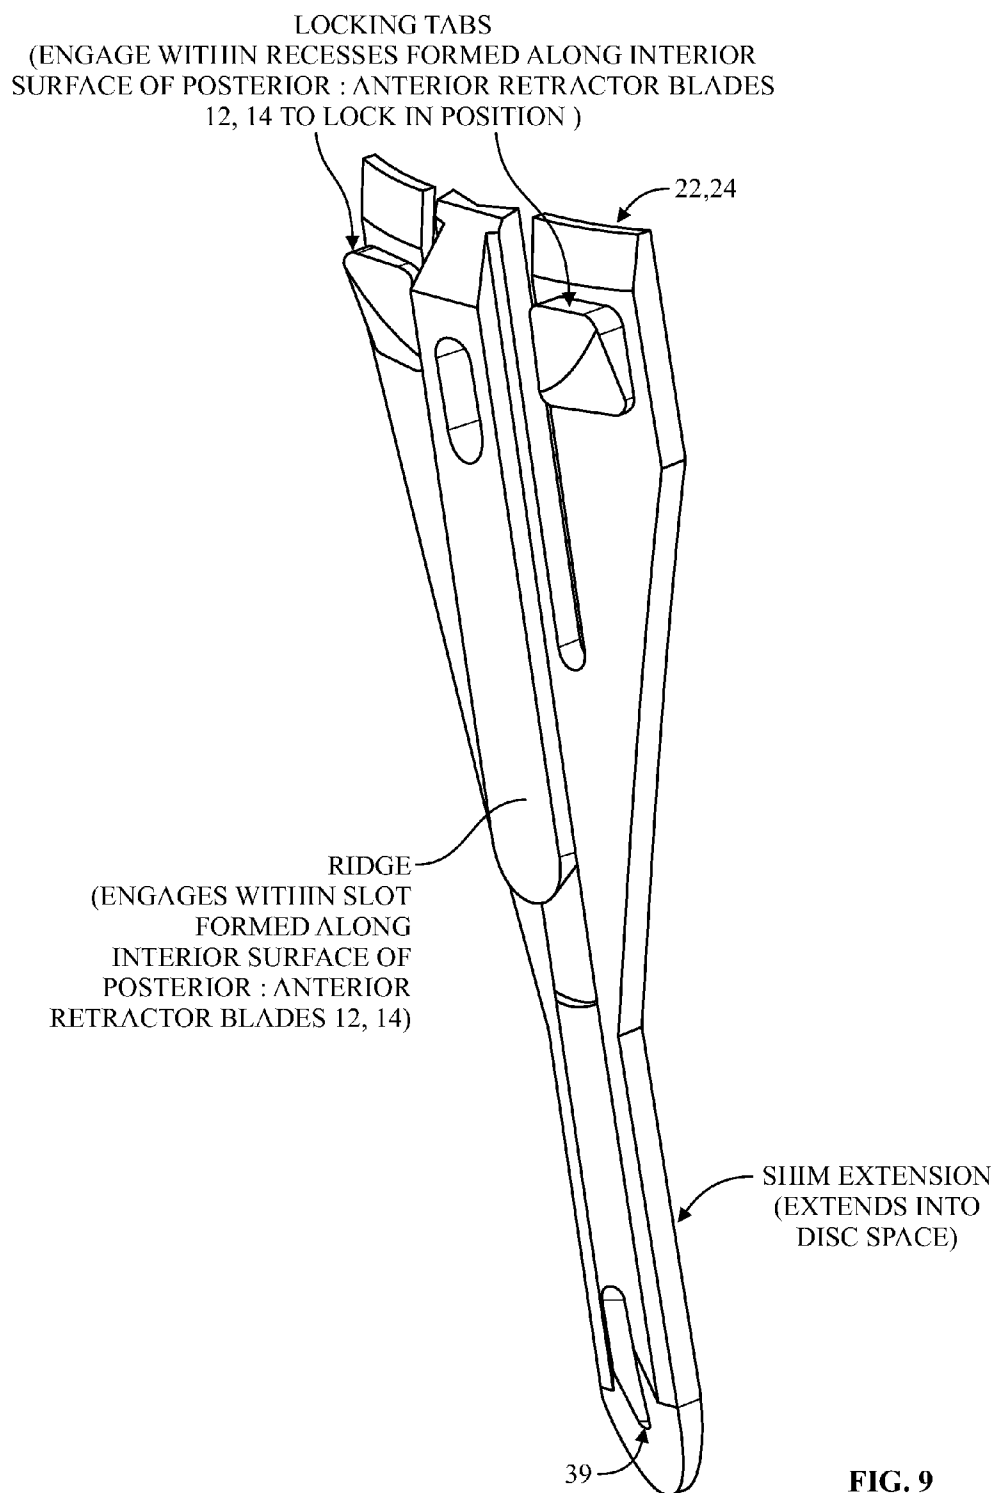 LOCKING TABS
(ENGAGE WITHIN RECESSES FORMED ALONG INTERIOR
SURFACE OF POSTERIOR : ANTERIOR RETRACTOR BLADES
12, 14 TO LOCK IN POSITION )
22,24
RIDGE
(ENGAGES WITHIN SLOT
FORMED ALONG
INTERIOR SURFACE OF
POSTERIOR : ANTERIOR
RETRACTOR BLADES 12, 14)
SHIM EXTENSION
(EXTENDS INTO
DISC SPACE)
39
FIG. 9